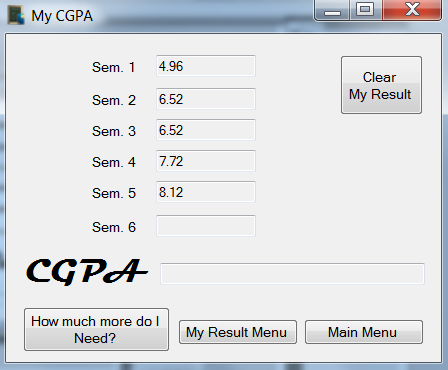 My CGPA
Sem. 1 4.96
Clear
My Result
Sem. 2 6.52
Sem. 3 6.52
Sem. 4 7.72
Sem. 5 8.12
Sem. 6
CGPA
How much more do I
Need?
My Result Menu
Main Menu